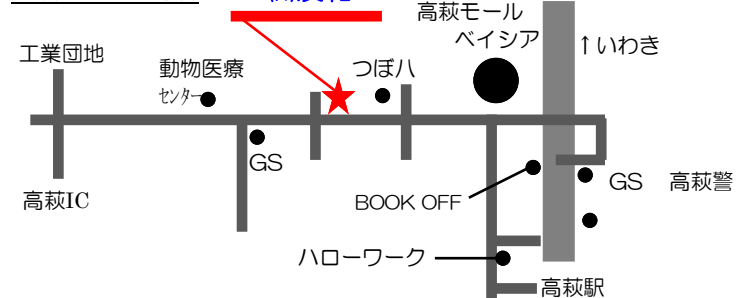 高萩モール
ベイシア
↑いわき
工業団地
動物医療
センター
つぼ八
GS
高萩IC
BOOK OFF
GS 高萩警
ハローワーク
高萩駅